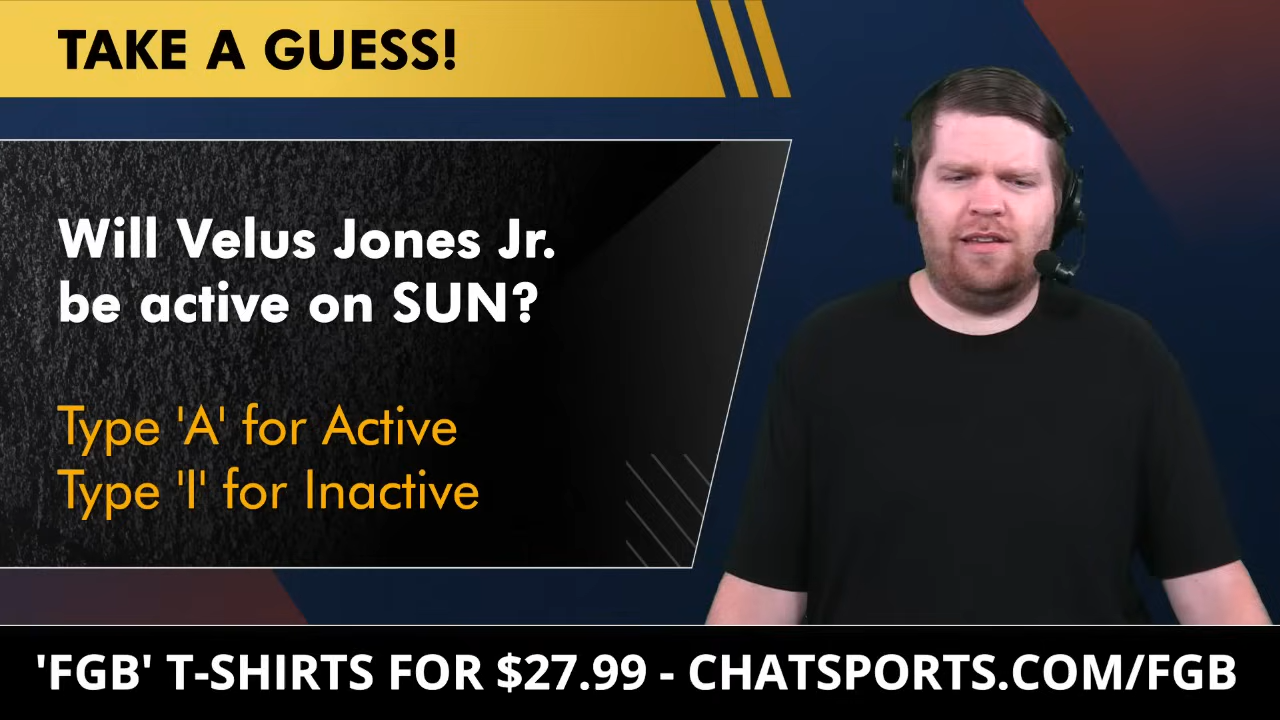 TAKE A GUESS!
Will Velus Jones Jr.
be active on SUN?
Type 'A' for Active
Type 'I' for Inactive
'FGB' T-SHIRTS FOR $27.99 - CHATSPORTS.COM/FGB